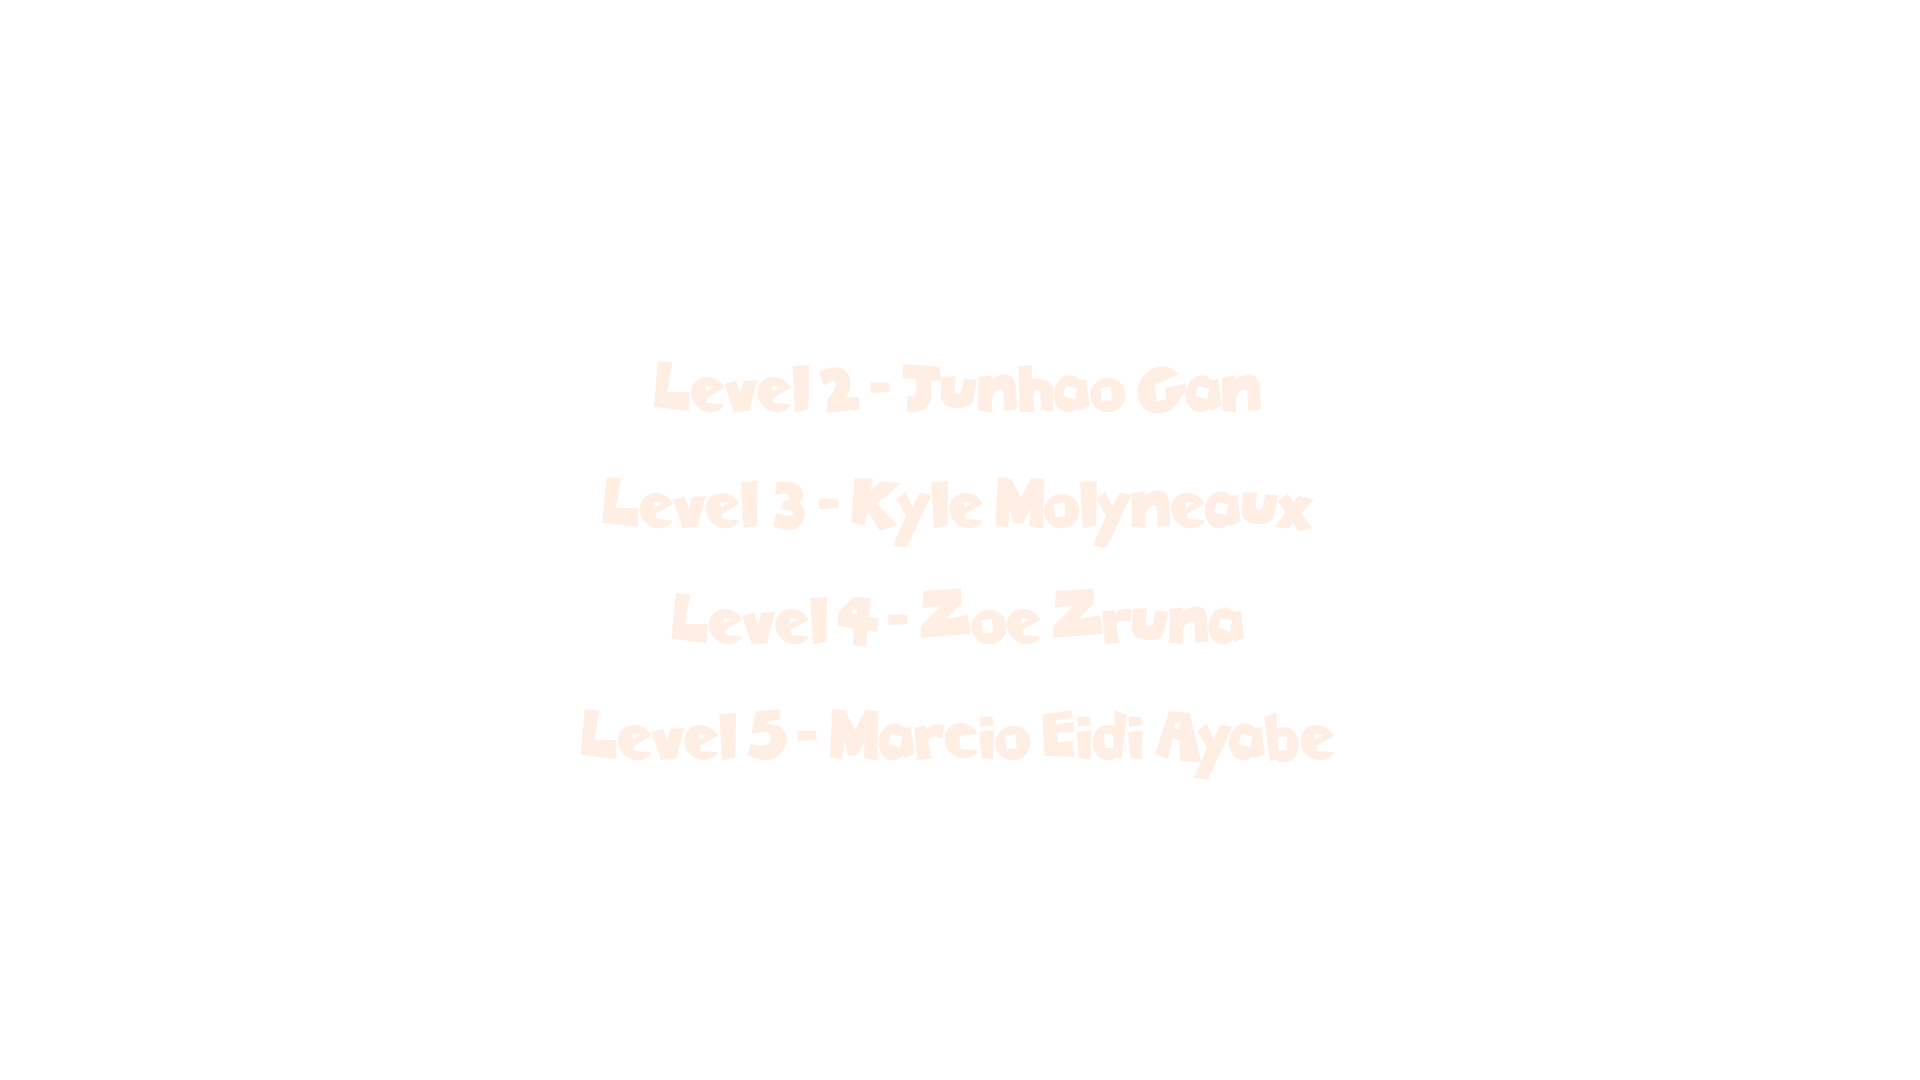 Level 2 - Junhao Gan
Level 3 - Kyle Molyneaux
Level 4 - Zoe Zruna
Level 5 - Marcio Eidi Ayabe